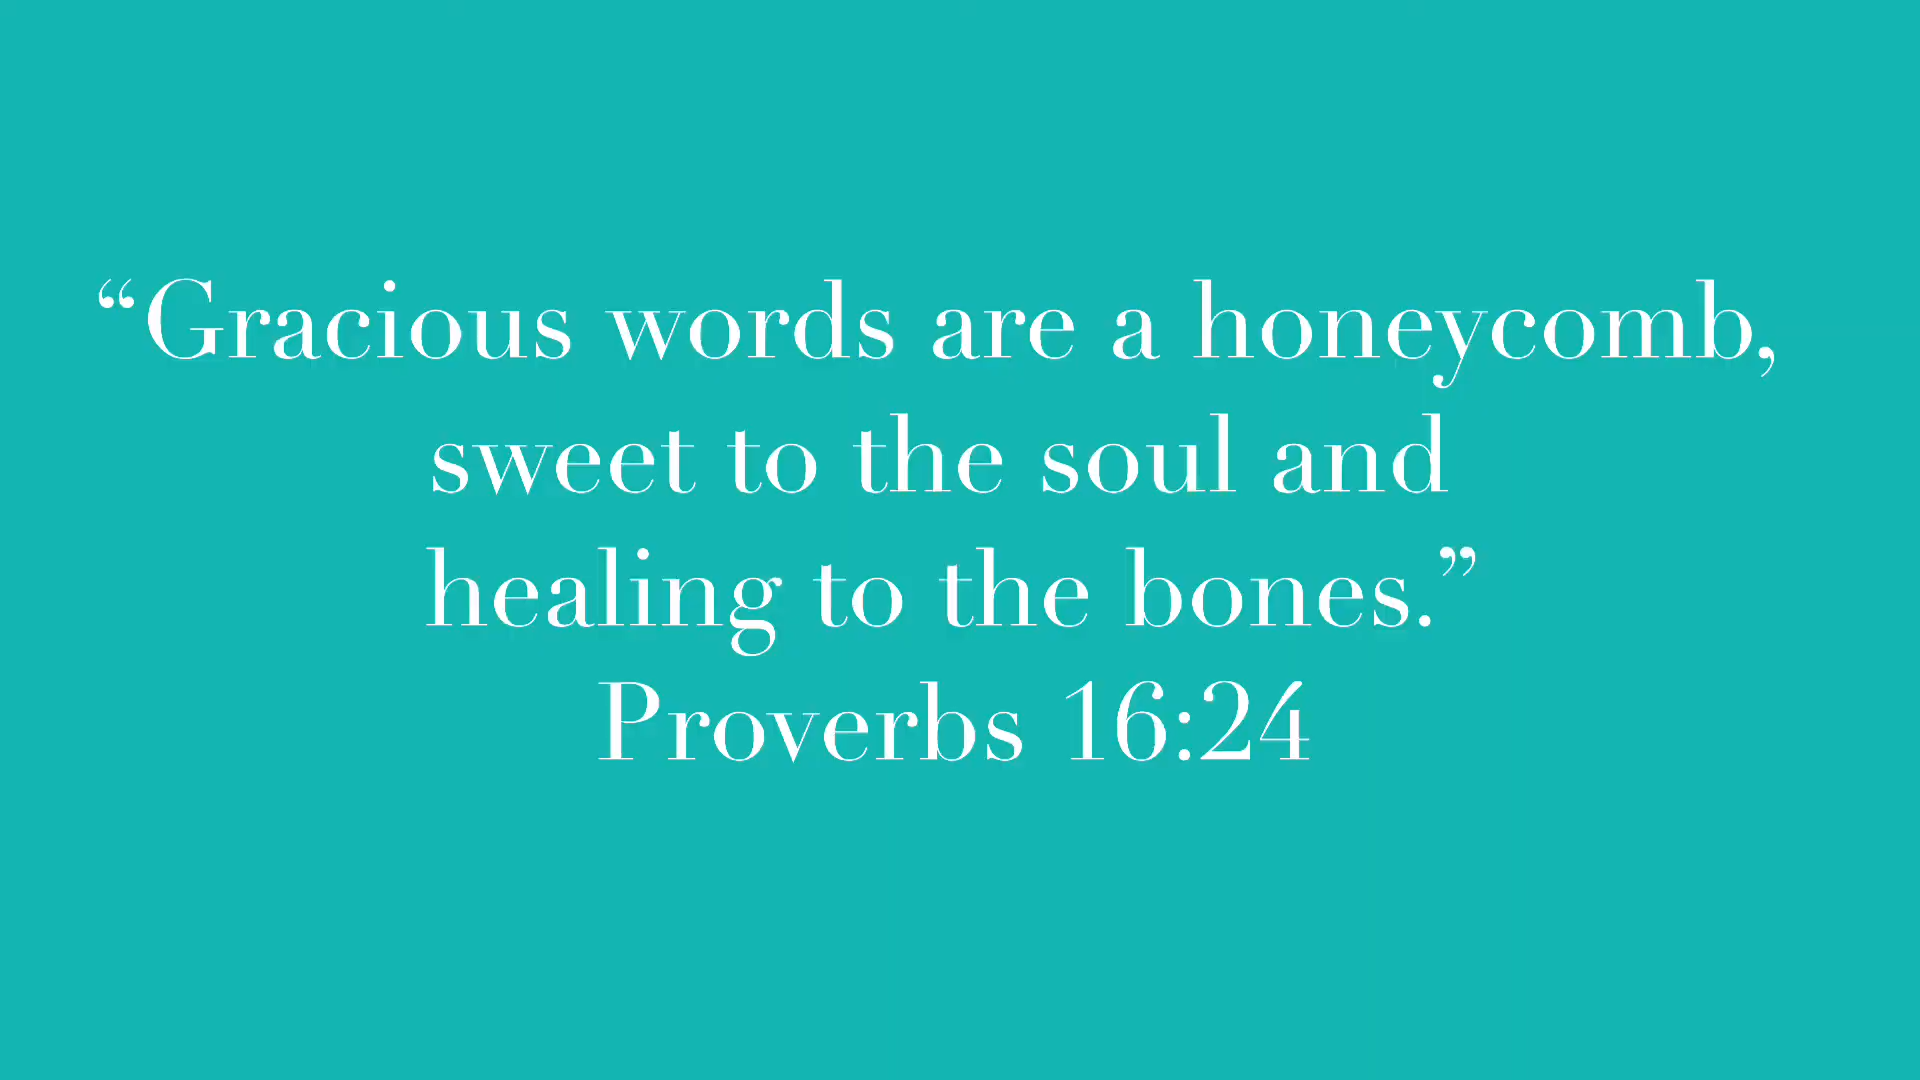 “Gracious words are a honeycomb,
sweet to the soul and
healing to the bones.”
Proverbs 16:24